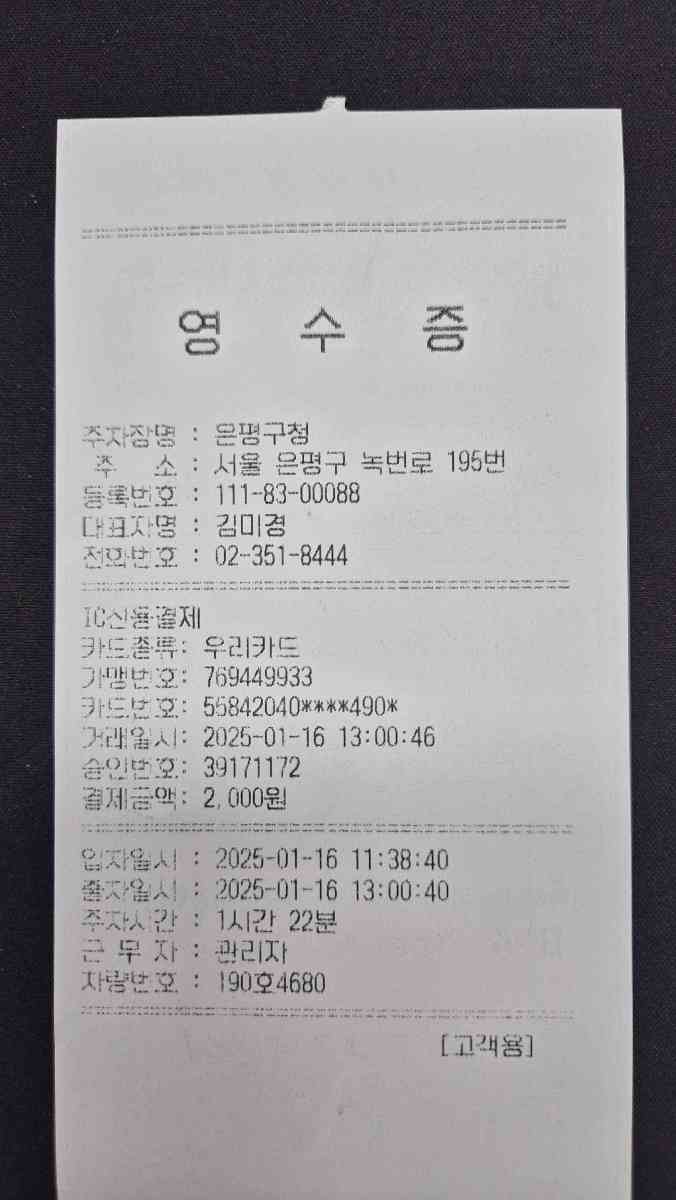 영 수 증
주차장명 : 은평구청
주 소 : 서울 은평구 녹번로 195번
등록번호 : 111-83-00088
대표자명 : 김미경
전화번호 : 02-351-8444
IC신용결제
카드종류: 우리카드
가맹번호: 769449933
카드번호: 55842040****490*
거래일시: 2025-01-16 13:00:46
승인번호: 39171172
결제금액: 2,000원
입차일시 : 2025-01-16 11:38:40
출차일시 : 2025-01-16 13:00:40
주차시간 : 1시간 22분
근 무 자 : 관리자
차량번호 : 190호4680
[고객용]